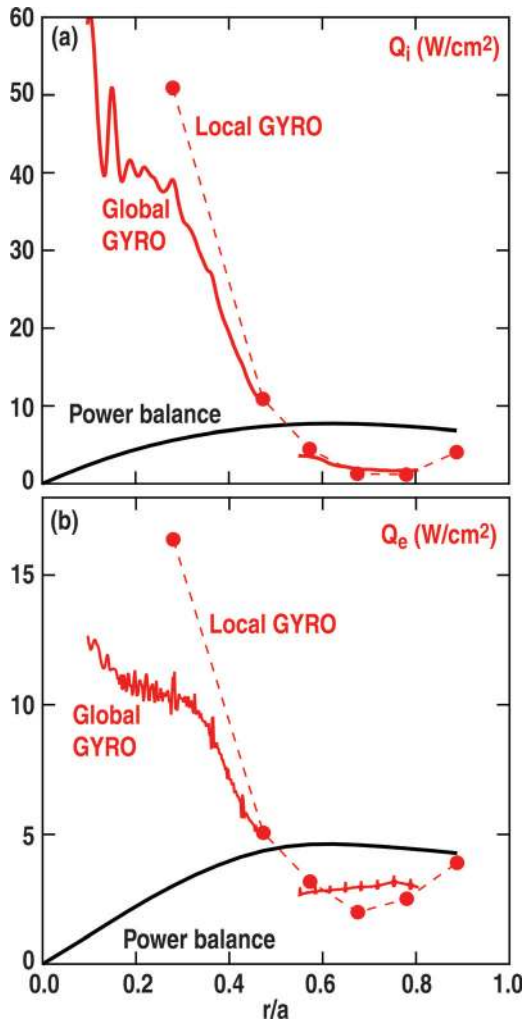 (a)
Qi (W/cm²)
60
50
40
30
20
10
0
Local GYRO
Global
GYRO
Power balance
(b)
Qe (W/cm²)
15
10
5
0
Local GYRO
Global
GYRO
Power balance
0.0 0.2 0.4 0.6 0.8 1.0
r/a